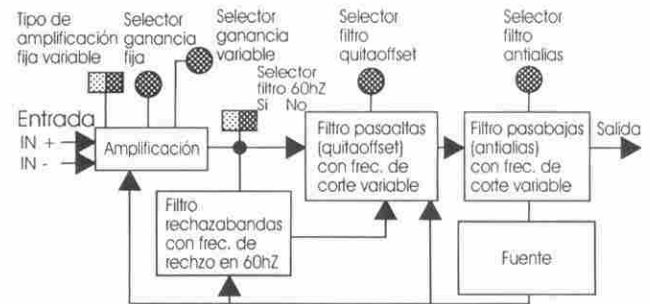 Tipo de
amplificación
fija variable
Selector
ganancia
fija
Selector
ganancia
variable
Selector
filtro 60hZ
Si No
Selector
filtro
quitaoffset
Selector
filtro
antialias
Entrada
IN +
IN -
Amplificación
Filtro pasaaltas
(quitaoffset)
con frec. de
corte variable
Filtro pasabajas
(antialias)
con frec. de
corte variable
Salida
Filtro
rechazabandas
con frec. de
rechzo en 60hZ
Fuente